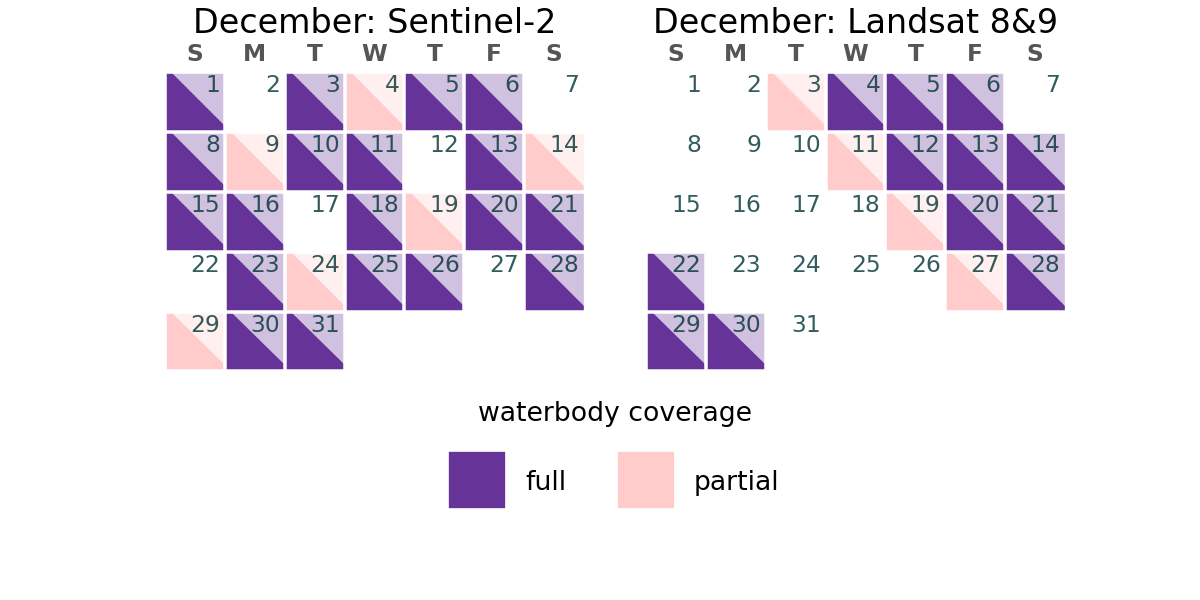 December: Sentinel-2
S M T W T F S
1 2 3 4 5 6 7
8 9 10 11 12 13 14
15 16 17 18 19 20 21
22 23 24 25 26 27 28
29 30 31
December: Landsat 8&9
S M T W T F S
1 2 3 4 5 6 7
8 9 10 11 12 13 14
15 16 17 18 19 20 21
22 23 24 25 26 27 28
29 30 31
waterbody coverage
full partial